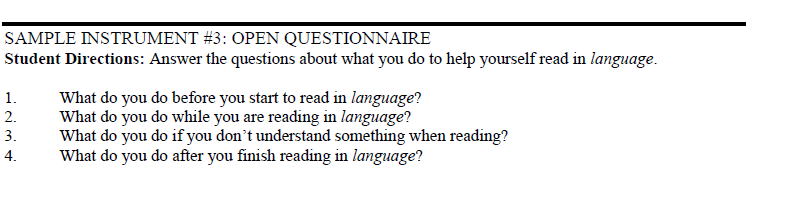 SAMPLE INSTRUMENT #3: OPEN QUESTIONNAIRE
Student Directions: Answer the questions about what you do to help yourself read in language.
1. What do you do before you start to read in language?
2. What do you do while you are reading in language?
3. What do you do if you don’t understand something when reading?
4. What do you do after you finish reading in language?